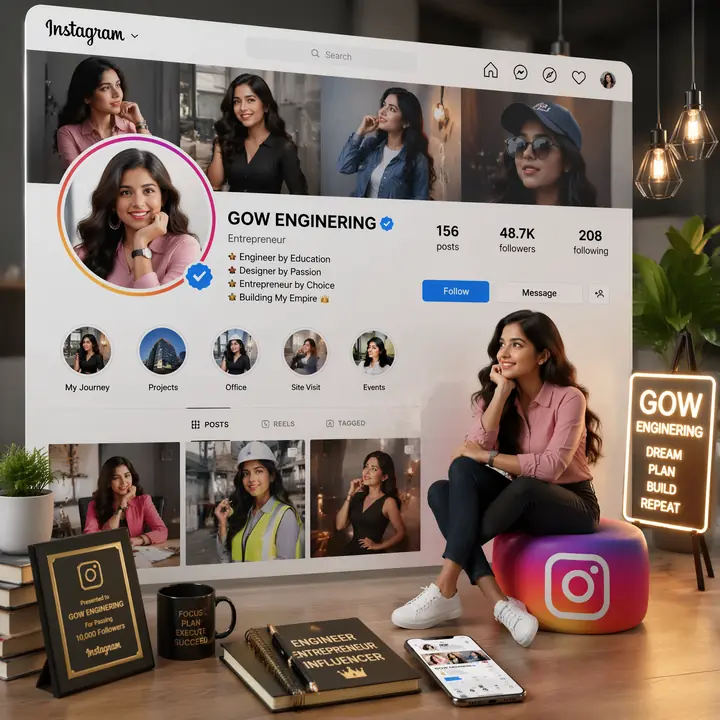 Instagram
Search
GOW ENGINERING
Entrepreneur
Engineer by Education
Designer by Passion
Entrepreneur by Choice
Building My Empire
156
posts
48.7K
followers
208
following
Follow
Message
My Journey
Projects
Office
Site Visit
Events
POSTS
REELS
TAGGED
GOW
ENGINERING
DREAM
PLAN
BUILD
REPEAT
Presented to
GOW ENGINERING
For Passing
10,000 Followers
Instagram
FOCUS
PLAN
EXECUTE
SUCCEED
ENGINEER
ENTREPRENEUR
INFLUENCER